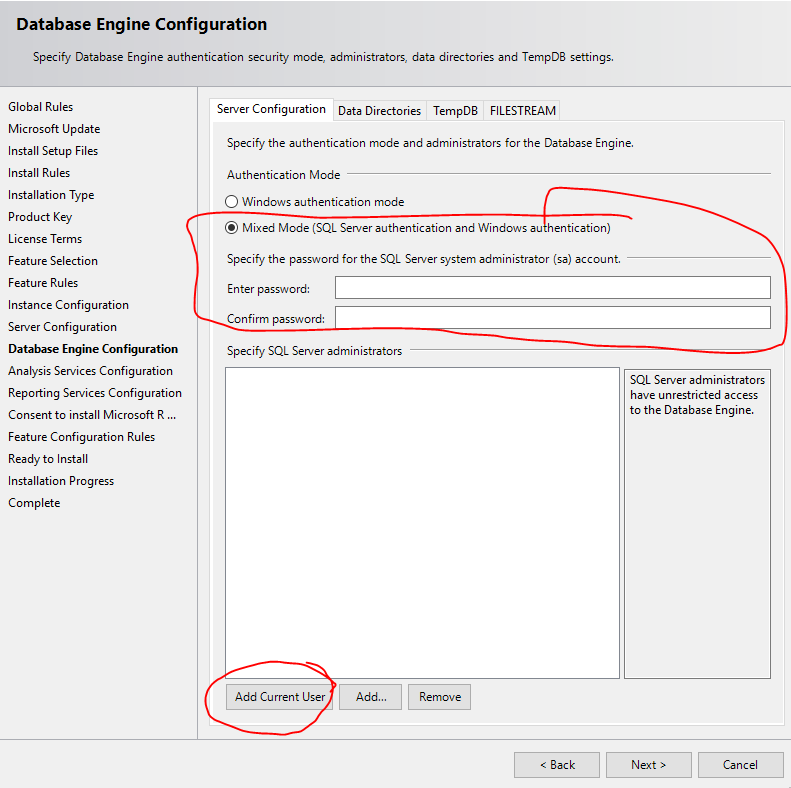 Database Engine Configuration
Specify Database Engine authentication security mode, administrators, data directories and TempDB settings.
Global Rules
Microsoft Update
Install Setup Files
Install Rules
Installation Type
Product Key
License Terms
Feature Selection
Feature Rules
Instance Configuration
Server Configuration
Database Engine Configuration
Analysis Services Configuration
Reporting Services Configuration
Consent to install Microsoft R ...
Feature Configuration Rules
Ready to Install
Installation Progress
Complete
Server Configuration Data Directories TempDB FILESTREAM
Specify the authentication mode and administrators for the Database Engine.
Authentication Mode
Windows authentication mode
Mixed Mode (SQL Server authentication and Windows authentication)
Specify the password for the SQL Server system administrator (sa) account.
Enter password:
Confirm password:
Specify SQL Server administrators
SQL Server administrators
have unrestricted access
to the Database Engine.
Add Current User Add... Remove
< Back Next > Cancel